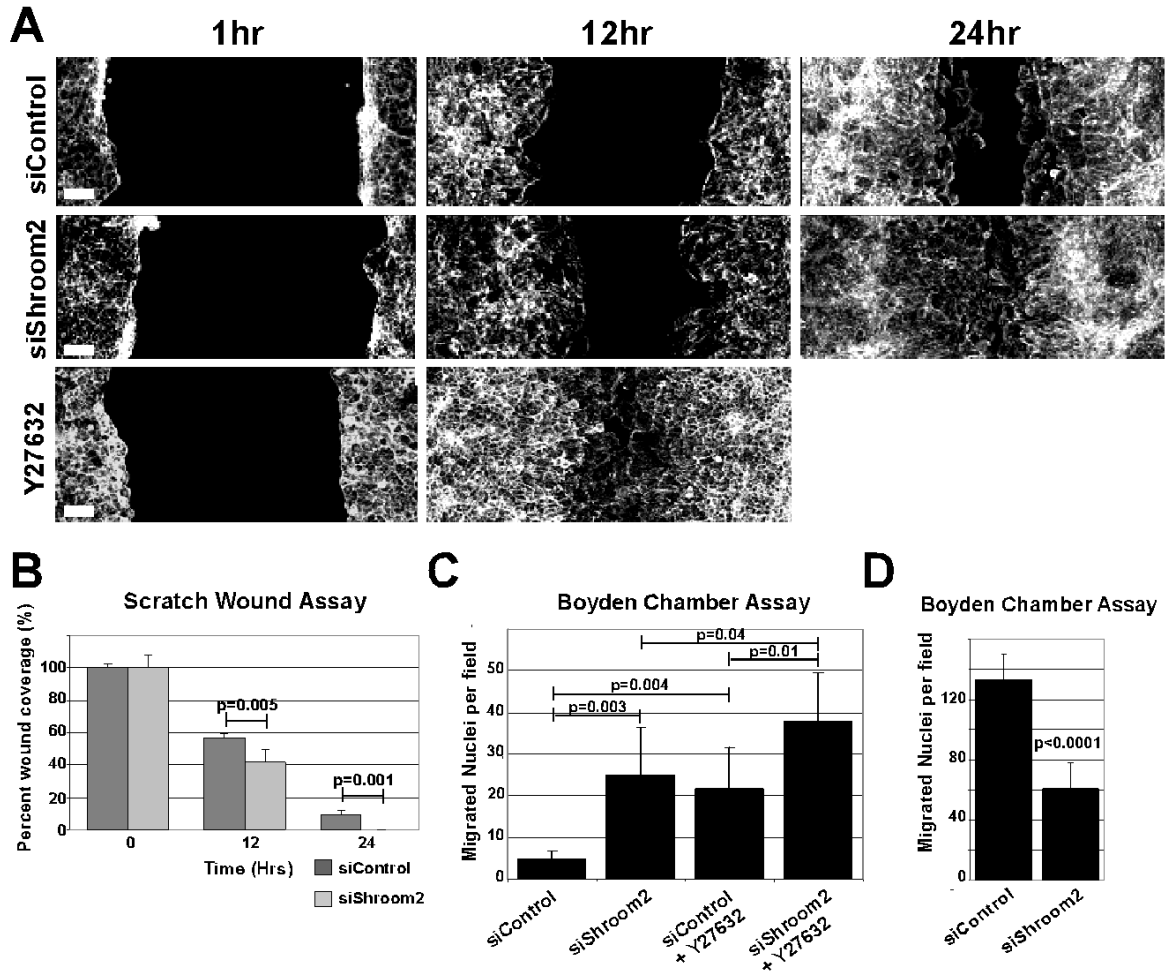 A
1hr 12hr 24hr
siControl
siShroom2
Y27632
B
Scratch Wound Assay
Percent wound coverage (%)
100
80
60
40
20
0
p=0.005
p=0.001
0 12 24
Time (Hrs)
siControl
siShroom2
C
Boyden Chamber Assay
Migrated Nuclei per field
50
40
30
20
10
0
p=0.04
p=0.01
p=0.004
p=0.003
siControl
siShroom2
siControl
+ Y27632
siShroom2
+ Y27632
D
Boyden Chamber Assay
Migrated Nuclei per field
120
80
40
0
p<0.0001
siControl
siShroom2